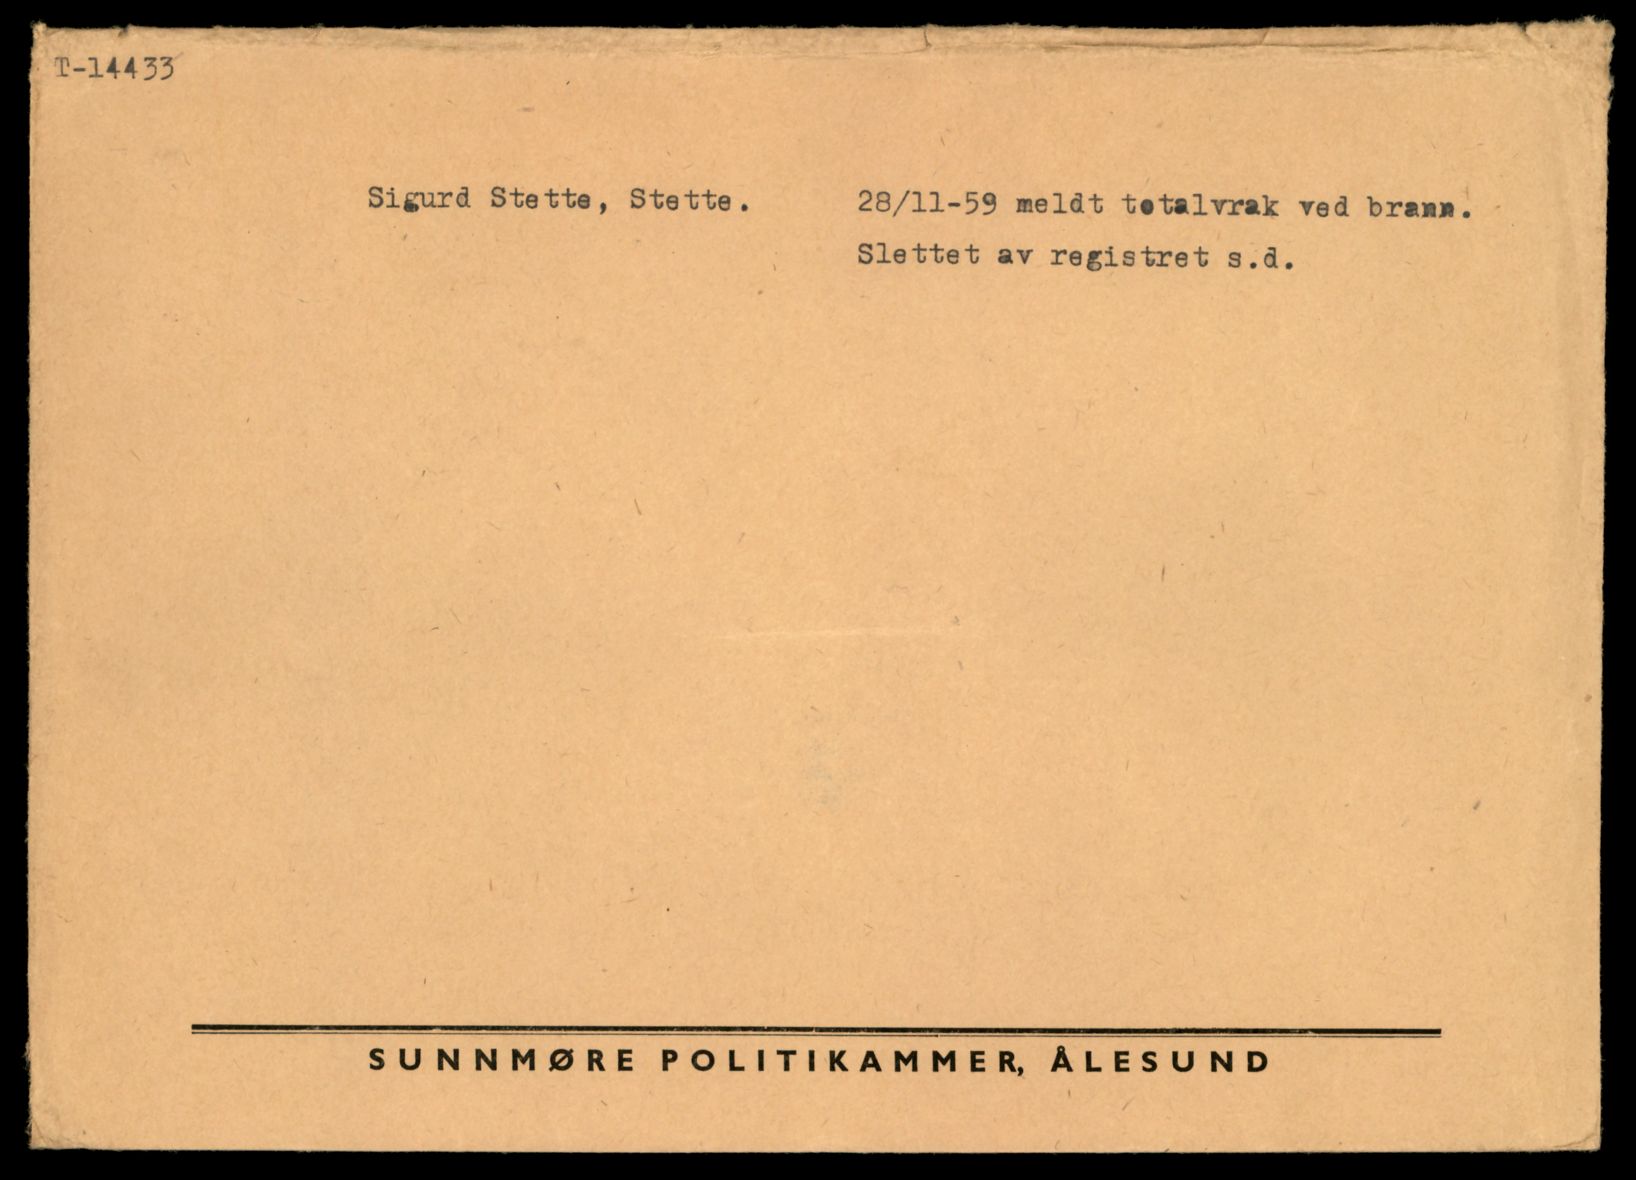 T-14433
Sigurd Stette, Stette.
28/11-59 meldt totalvrak ved brann.
Slettet av registret s.d.
SUNNMØRE POLITIKAMMER, ÅLESUND